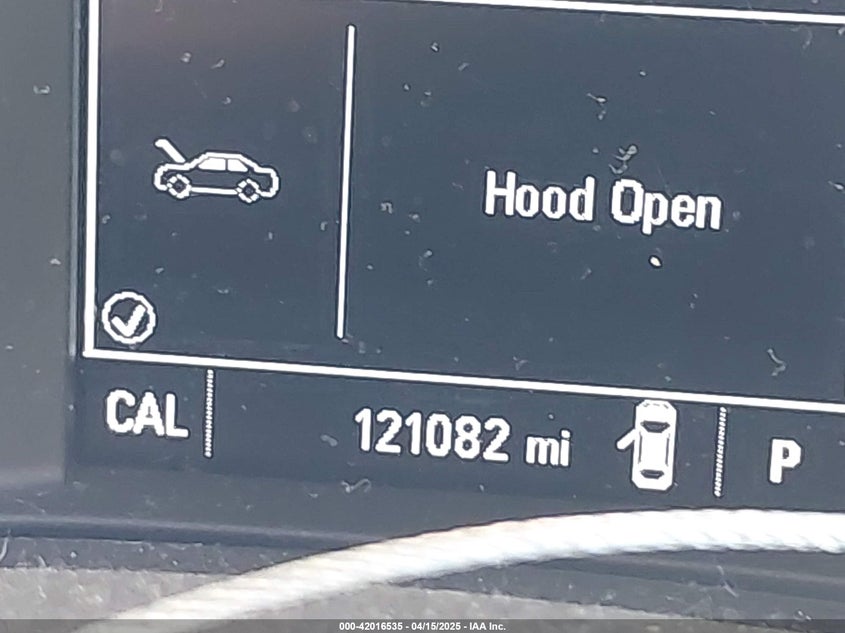 Hood Open
CAL
121082 mi
P
000-42016535 - 04/15/2025 - IAA Inc.